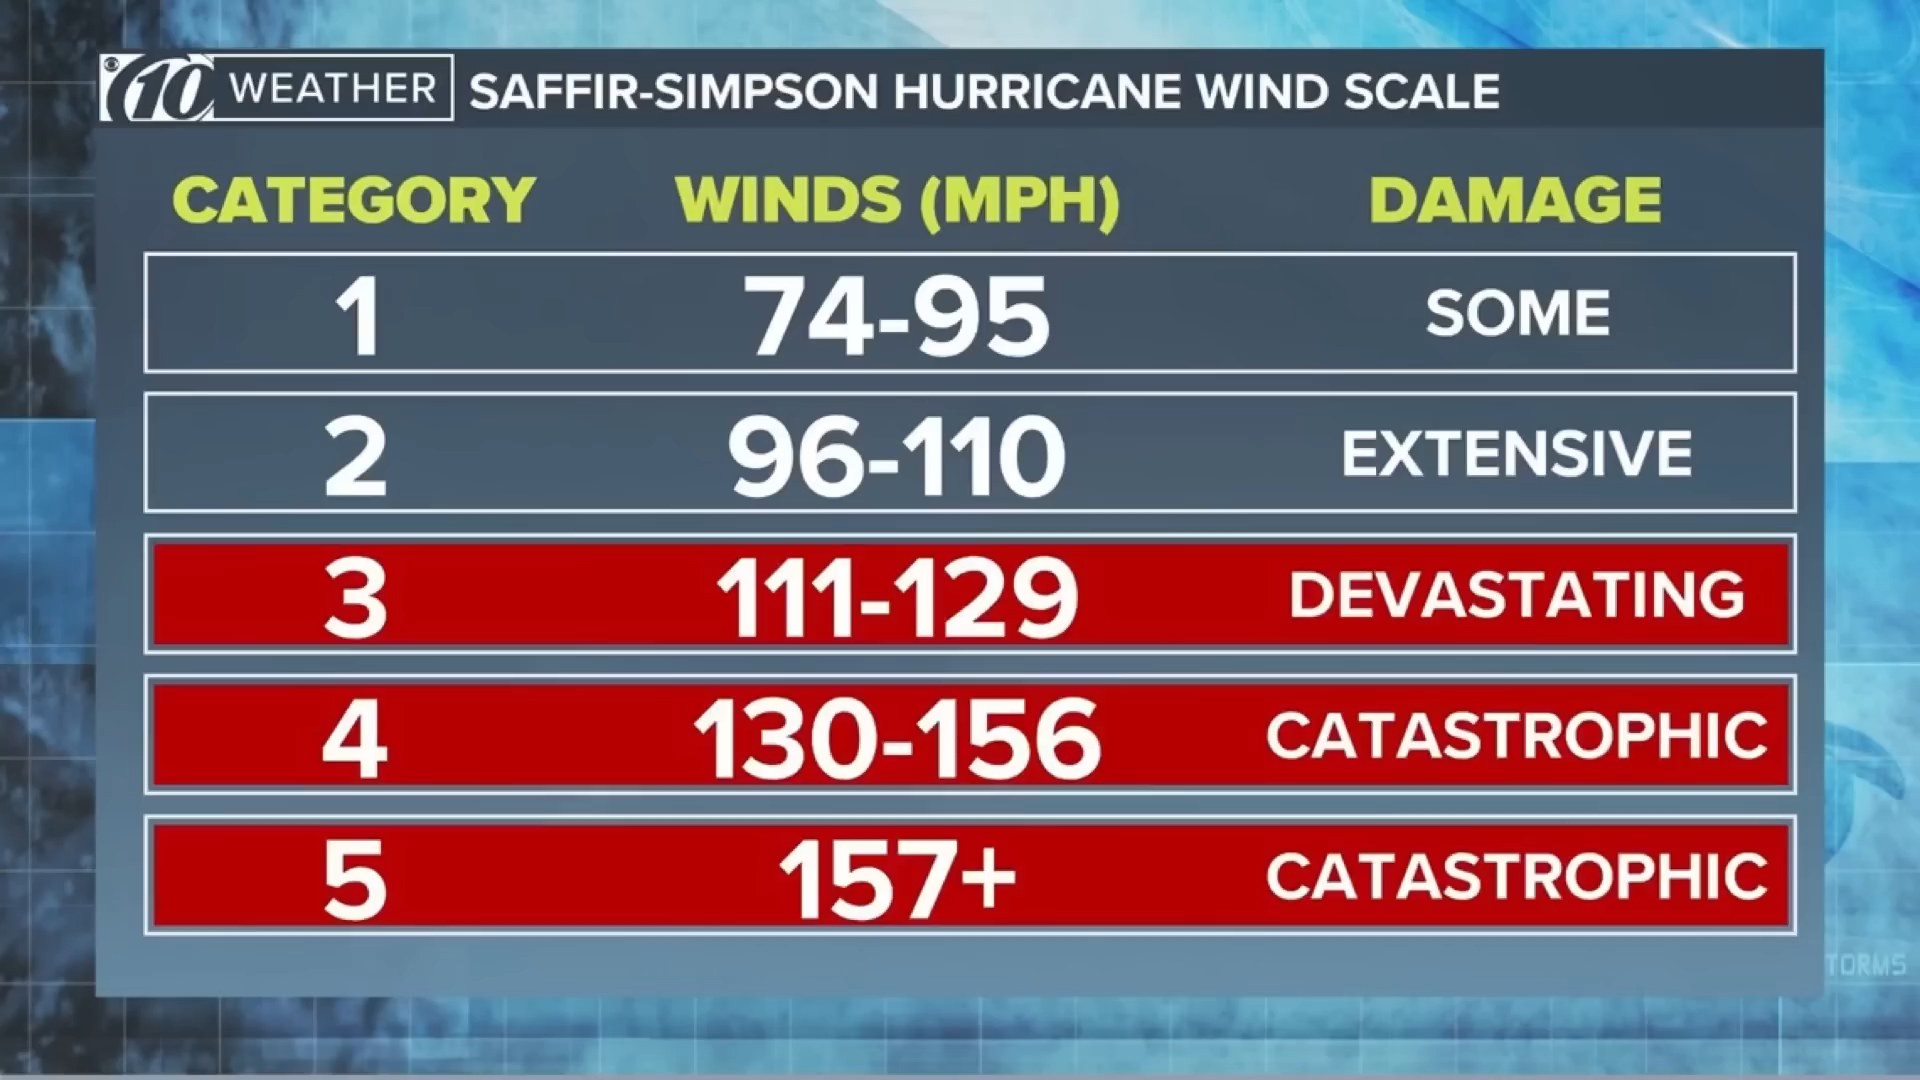 10 WEATHER SAFFIR-SIMPSON HURRICANE WIND SCALE
CATEGORY WINDS (MPH) DAMAGE
1 74-95 SOME
2 96-110 EXTENSIVE
3 111-129 DEVASTATING
4 130-156 CATASTROPHIC
5 157+ CATASTROPHIC
TORMS